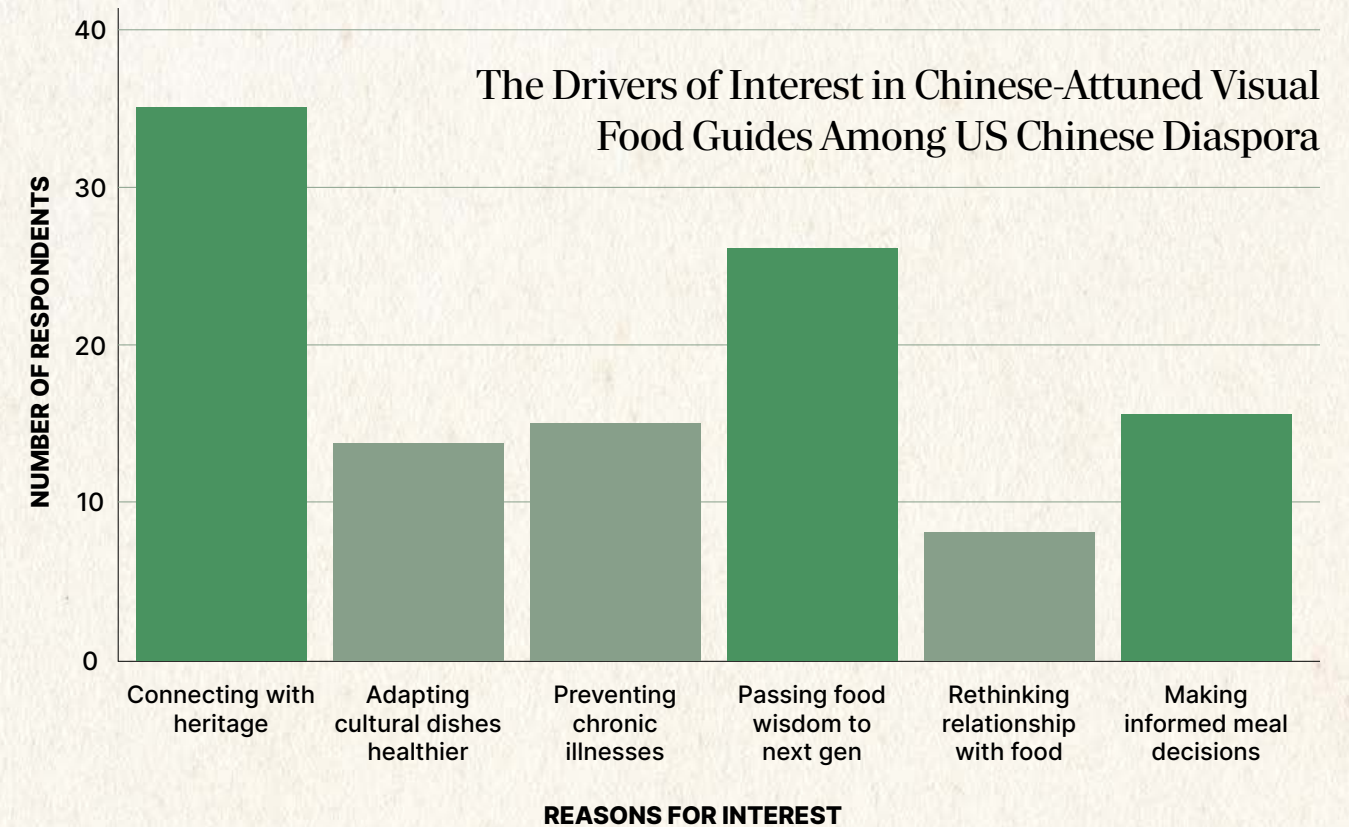 The Drivers of Interest in Chinese-Attuned Visual
Food Guides Among US Chinese Diaspora
NUMBER OF RESPONDENTS
40
30
20
10
0
Connecting with
heritage
Adapting
cultural dishes
healthier
Preventing
chronic
illnesses
Passing food
wisdom to
next gen
Rethinking
relationship
with food
Making
informed meal
decisions
REASONS FOR INTEREST